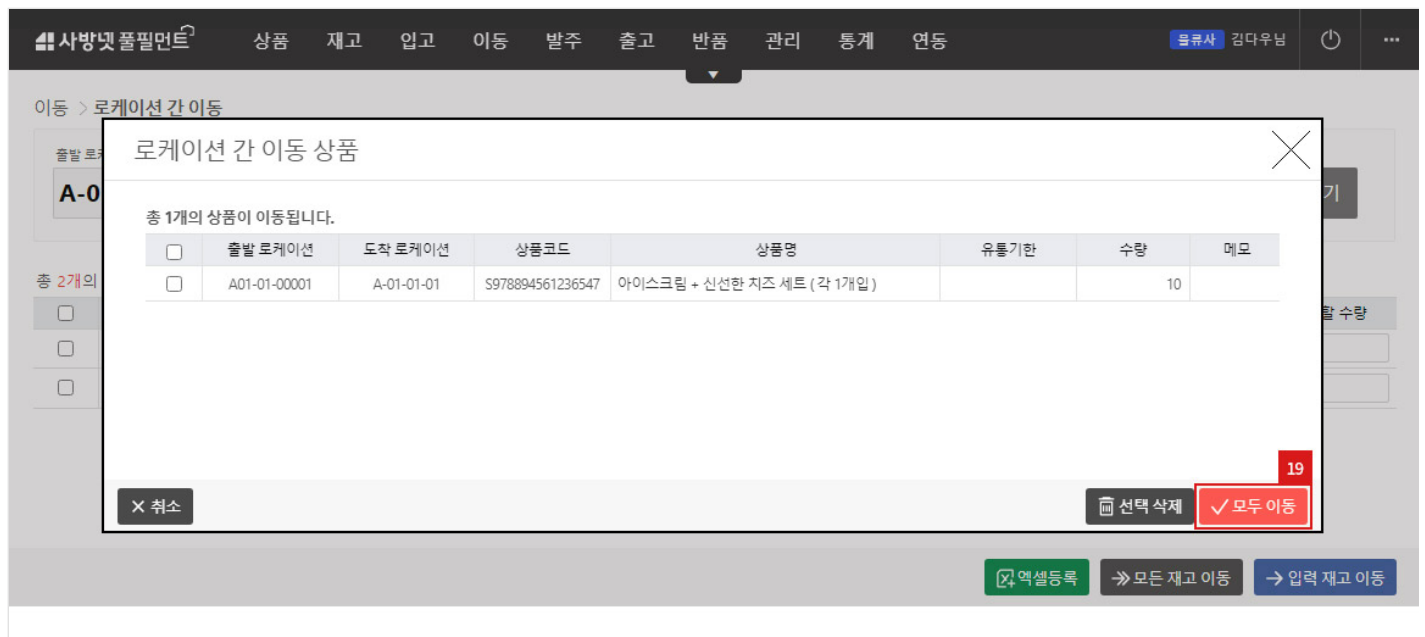 사방넷 풀필먼트 상품 재고 입고 이동 발주 출고 반품 관리 통계 연동 물류사 김다우님 ...
▼
이동 > 로케이션 간 이동
출발 로
로케이션 간 이동 상품
A-0
기
총 1개의 상품이 이동됩니다.
출발 로케이션 도착 로케이션 상품코드 상품명 유통기한 수량 메모
총 2개의
A01-01-00001 A-01-01-01 S978894561236547 아이스크림 + 신선한 치즈 세트 ( 각 1개입 ) 10
할 수량
19
취소 선택 삭제 모두 이동
엑셀등록 모든 재고 이동 입력 재고 이동